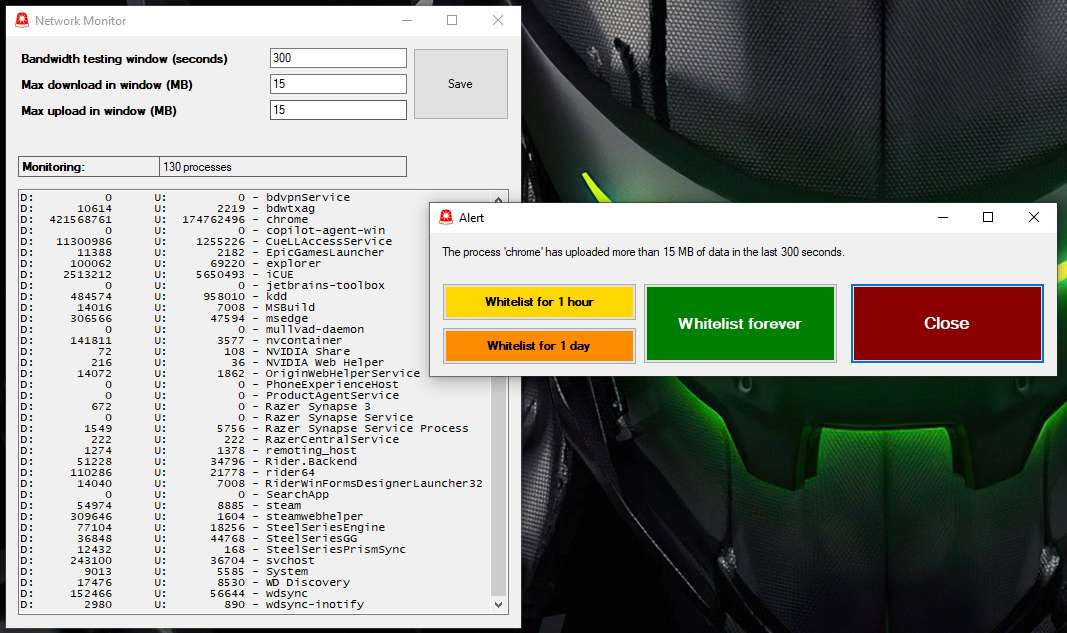 Network Monitor
Bandwidth testing window (seconds) 300
Save
Max download in window (MB) 15
Max upload in window (MB) 15
Monitoring: 130 processes
D: 0 U: 0 - bdvpnService
D: 10614 U: 2219 - bdwtxag
D: 421568761 U: 174762496 - chrome
D: 0 U: 0 - copilot-agent-win
D: 11300986 U: 1255226 - CueLLAccessService
D: 11388 U: 2182 - EpicGamesLauncher
D: 100062 U: 69220 - explorer
D: 2513212 U: 5650493 - iCUE
D: 0 U: 0 - jetbrains-toolbox
D: 484574 U: 958010 - kdd
D: 14016 U: 7008 - MSBuild
D: 306566 U: 47594 - msedge
D: 0 U: 0 - mullvad-daemon
D: 141811 U: 3577 - nvcontainer
D: 72 U: 108 - NVIDIA Share
D: 216 U: 36 - NVIDIA Web Helper
D: 14072 U: 1862 - OriginWebHelperService
D: 0 U: 0 - PhoneExperienceHost
D: 0 U: 0 - ProductAgentService
D: 672 U: 0 - Razer Synapse 3
D: 0 U: 0 - Razer Synapse Service
D: 1549 U: 5756 - Razer Synapse Service Process
D: 222 U: 222 - RazerCentralService
D: 1274 U: 1378 - remoting_host
D: 51228 U: 34796 - Rider.Backend
D: 110286 U: 21778 - rider64
D: 14040 U: 7008 - RiderWinFormsDesignerLauncher32
D: 0 U: 0 - SearchApp
D: 54974 U: 8885 - steam
D: 309646 U: 1604 - steamwebhelper
D: 77104 U: 18256 - SteelSeriesEngine
D: 36848 U: 44768 - SteelSeriesGG
D: 12432 U: 168 - SteelSeriesPrismSync
D: 243100 U: 36704 - svchost
D: 9013 U: 5585 - System
D: 17476 U: 8530 - WD Discovery
D: 152466 U: 56644 - wdsync
D: 2980 U: 890 - wdsync-inotify
Alert
The process 'chrome' has uploaded more than 15 MB of data in the last 300 seconds.
Whitelist for 1 hour
Whitelist for 1 day
Whitelist forever
Close